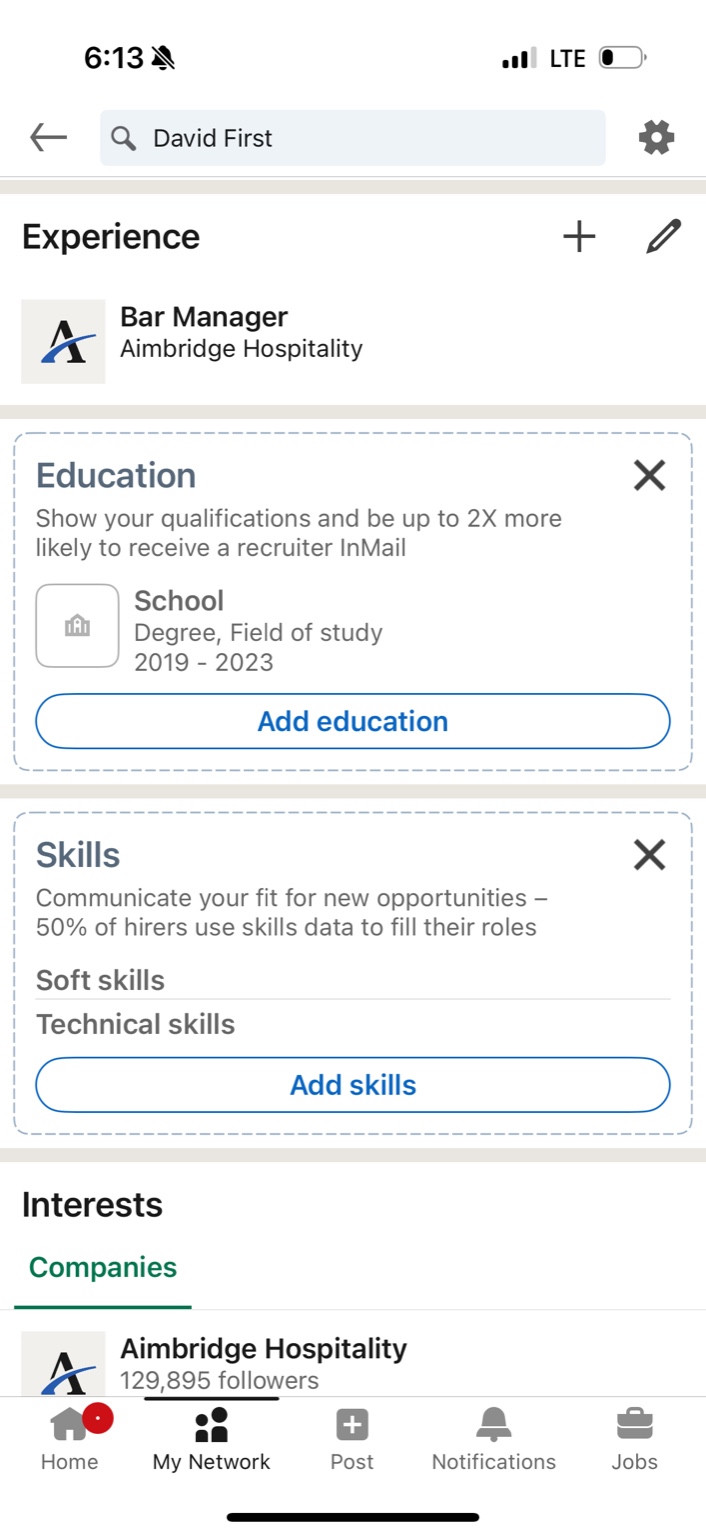 6:13
LTE
David First
Experience
Bar Manager
Aimbridge Hospitality
Education
Show your qualifications and be up to 2X more
likely to receive a recruiter InMail
School
Degree, Field of study
2019 - 2023
Add education
Skills
Communicate your fit for new opportunities –
50% of hirers use skills data to fill their roles
Soft skills
Technical skills
Add skills
Interests
Companies
Aimbridge Hospitality
129,895 followers
Home
My Network
Post
Notifications
Jobs